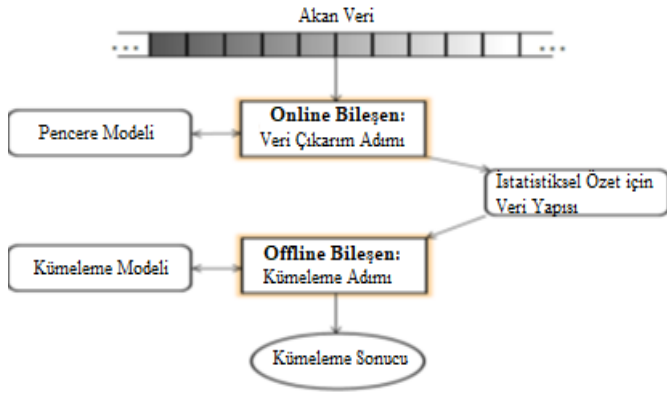 Akan Veri
... ...
Online Bileşen:
Veri Çıkarım Adımı
Pencere Modeli
İstatistiksel Özet için
Veri Yapısı
Offline Bileşen:
Kümeleme Adımı
Kümeleme Modeli
Kümeleme Sonucu